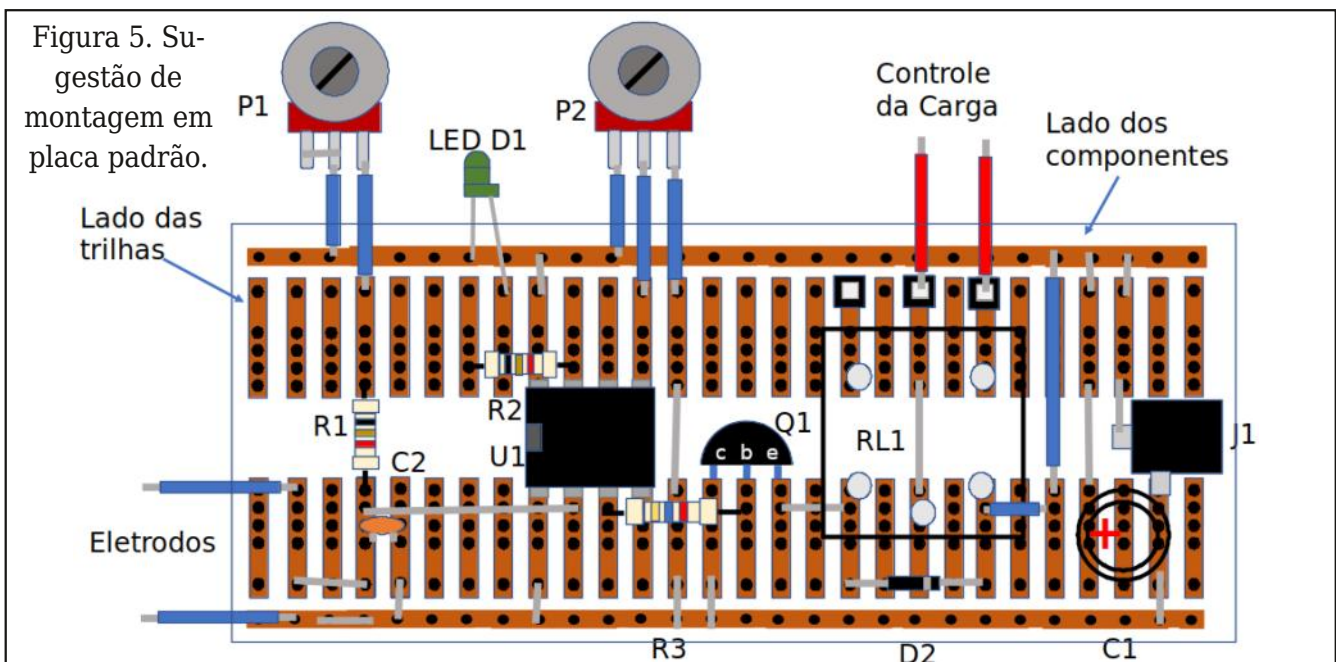 Figura 5. Su-
gestão de
montagem em
placa padrão.
P1
LED D1
P2
Controle
da Carga
Lado dos
componentes
Lado das
trilhas
R1
C2
R2
U1
c b e
Q1
RL1
J1
Eletrodos
+
R3
D2
C1